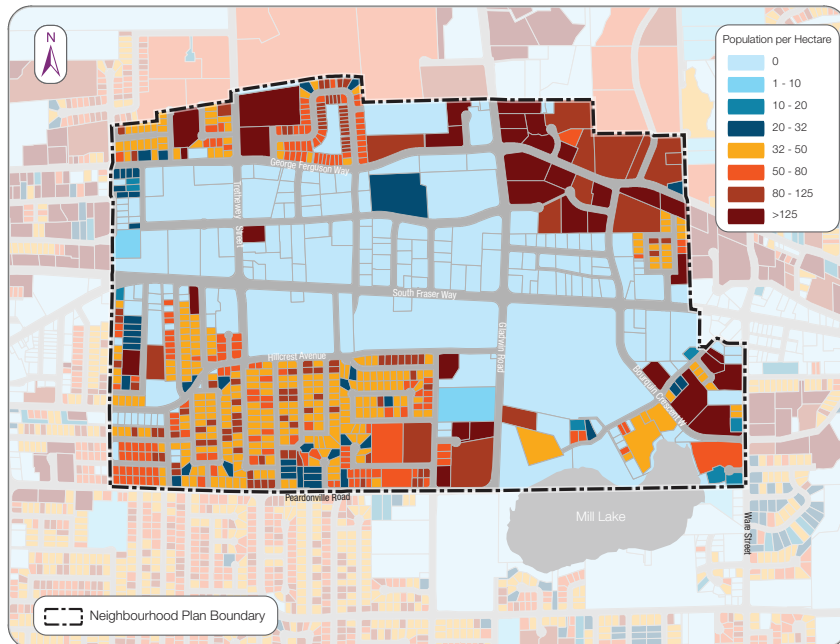 N
Population per Hectare
0
1 - 10
10 - 20
20 - 32
32 - 50
50 - 80
80 - 125
>125
George Ferguson Way
Trethewey Street
South Fraser Way
Gladwin Road
Hillcrest Avenue
Bourquin Crescent W
Peardonville Road
Mill Lake
Ware Street
Neighbourhood Plan Boundary